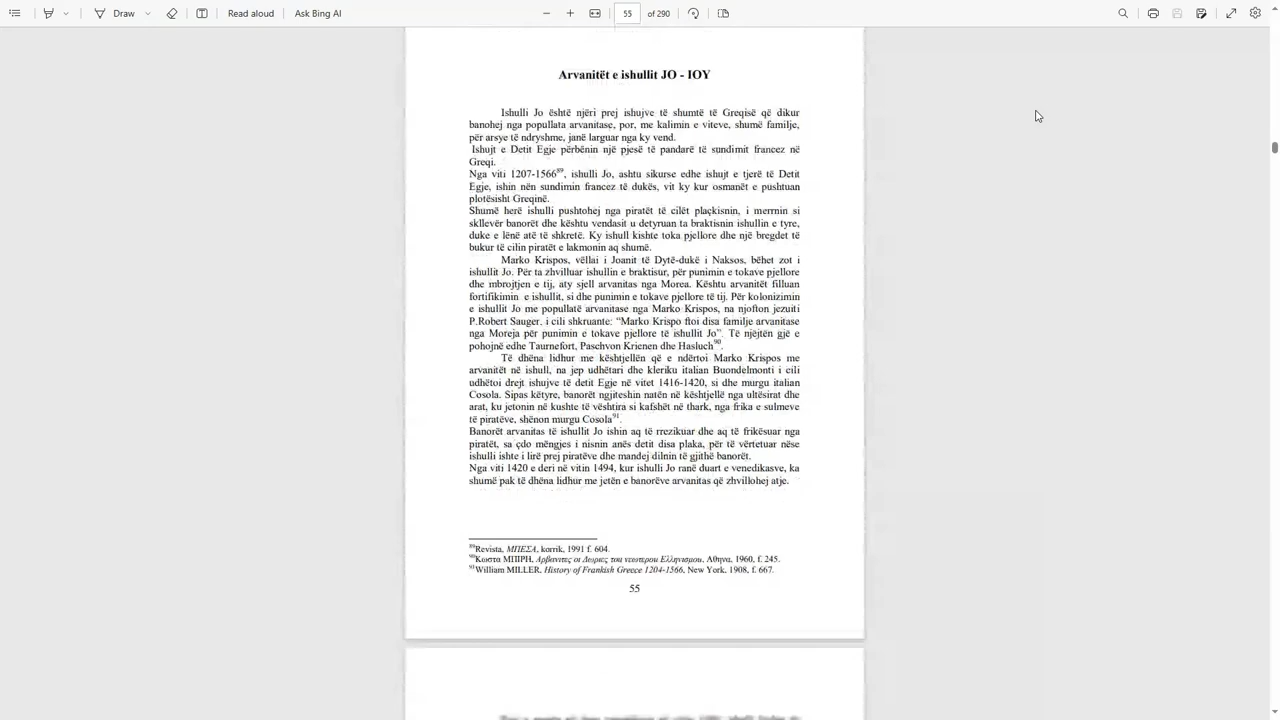 Draw
Read aloud
Ask Bing AI
55
of 290
Arvanitët e ishullit JO - IOY
Ishulli Jo është njëri prej ishujve të shumtë të Greqisë që dikur
banohej nga popullata arvanitase, por, me kalimin e viteve, shumë familje,
për arsye të ndryshme, janë larguar nga ky vend.
Ishujt e Detit Egje përbënin një pjesë të pandarë të sundimit francez në
Greqi.
Nga viti 1207-1566⁸⁹, ishulli Jo, ashtu sikurse edhe ishujt e tjerë të Detit
Egje, ishin nën sundimin francez të dukës, vit ky kur osmanët e pushtuan
plotësisht Greqinë.
Shumë herë ishulli pushtohej nga piratët të cilët plaçkisnin, i merrnin si
skllevër banorët dhe kështu vendasit u detyruan ta braktisnin ishullin e tyre,
duke e lënë atë të shkretë. Ky ishull kishte toka pjellore dhe një bregdet të
bukur të cilin piratët e lakmonin aq shumë.
Marko Krispos, vëllai i Joanit të Dytë-dukë i Naksos, bëhet zot i
ishullit Jo. Për ta zhvilluar ishullin e braktisur, për punimin e tokave pjellore
dhe mbrojtjen e tij, aty sjell arvanitas nga Morea. Kështu arvanitët filluan
fortifikimin e ishullit, si dhe punimin e tokave pjellore të tij. Për kolonizimin
e ishullit Jo me popullatë arvanitase nga Marko Krispos, na njofton jezuiti
P.Robert Sauger, i cili shkruante: “Marko Krispo ftoi disa familje arvanitase
nga Moreja për punimin e tokave pjellore të ishullit Jo”. Të njëjtën gjë e
pohojnë edhe Taurnefort, Paschvon Krienen dhe Hasluch⁹⁰.
Të dhëna lidhur me kështjellën që e ndërtoi Marko Krispos me
arvanitët në ishull, na jep udhëtari dhe kleriku italian Buondelmonti i cili
udhëtoi drejt ishujve të detit Egje në vitet 1416-1420, si dhe murgu italian
Cosola. Sipas këtyre, banorët ngjiteshin natën në kështjellë nga ultësirat dhe
arat, ku jetonin në kushte të vështira si kafshët në thark, nga frika e sulmeve
të piratëve, shënon murgu Cosola⁹¹.
Banorët arvanitas të ishullit Jo ishin aq të rrezikuar dhe aq të frikësuar nga
piratët, sa çdo mëngjes i nisnin anës detit disa plaka, për të vërtetuar nëse
ishulli ishte i lirë prej piratëve dhe mandej dilnin të gjithë banorët.
Nga viti 1420 e deri në vitin 1494, kur ishulli Jo ranë duart e venedikasve, ka
shumë pak të dhëna lidhur me jetën e banorëve arvanitas që zhvillohej atje.
⁸⁹Revista, ΜΠΕΣΑ, korrik, 1991 f. 604.
⁹⁰Κωστα ΜΠΙΡΗ, Αρβανιτες οι Δωριες του νεωτερου Ελληνισμου, Αθηνα, 1960, f. 245.
⁹¹William MILLER, History of Frankish Greece 1204-1566, New York, 1908, f. 667.
55